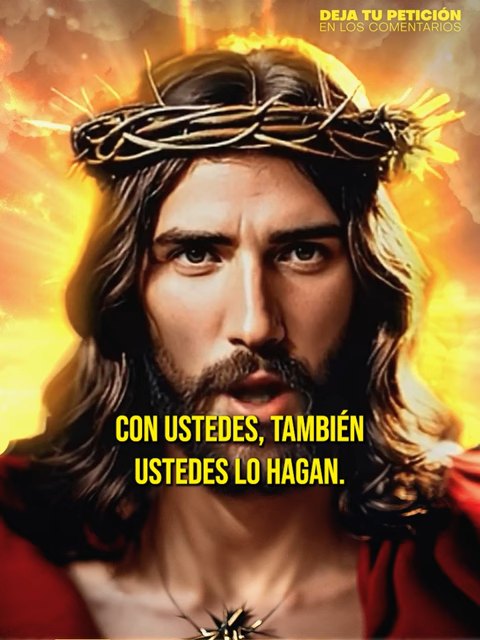 DEJA TU PETICIÓN
EN LOS COMENTARIOS
CON USTEDES, TAMBIÉN
USTEDES LO HAGAN.